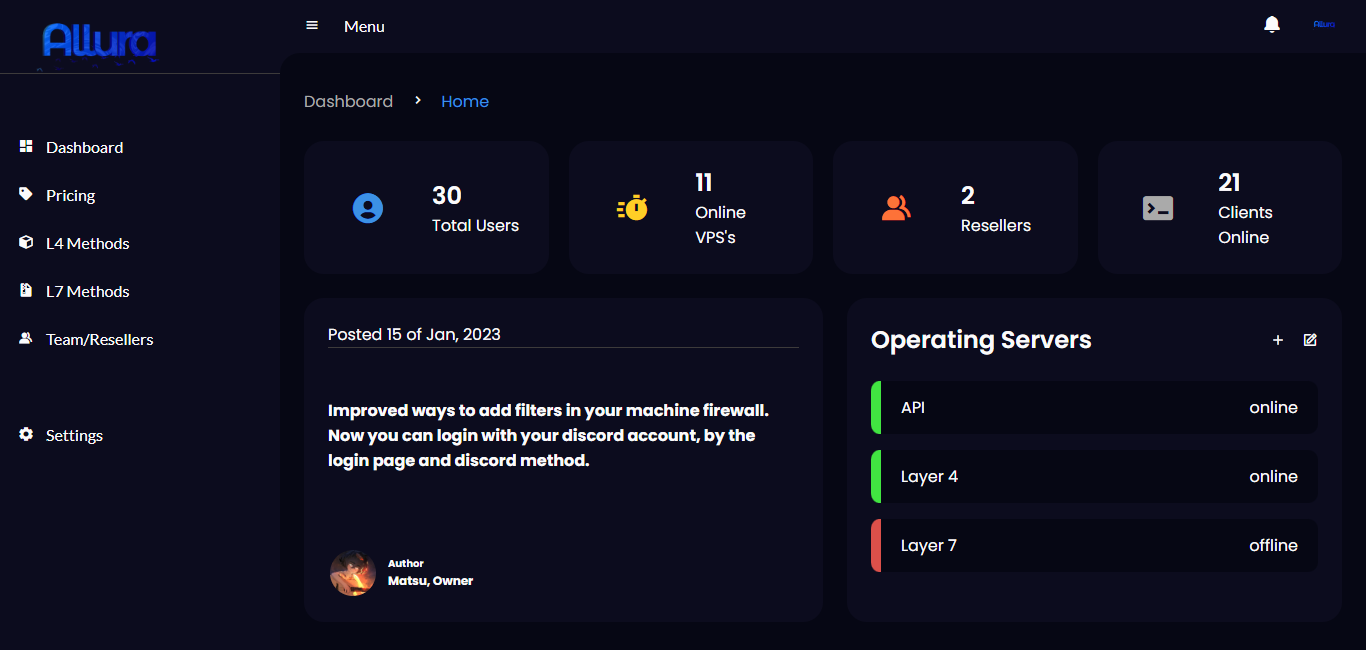 Allura
Menu
Allura
Dashboard
Pricing
L4 Methods
L7 Methods
Team/Resellers
Settings
Dashboard
Home
30
Total Users
11
Online
VPS's
2
Resellers
21
Clients
Online
Posted 15 of Jan, 2023
Improved ways to add filters in your machine firewall.
Now you can login with your discord account, by the
login page and discord method.
Author
Matsu, Owner
Operating Servers
API
online
Layer 4
online
Layer 7
offline